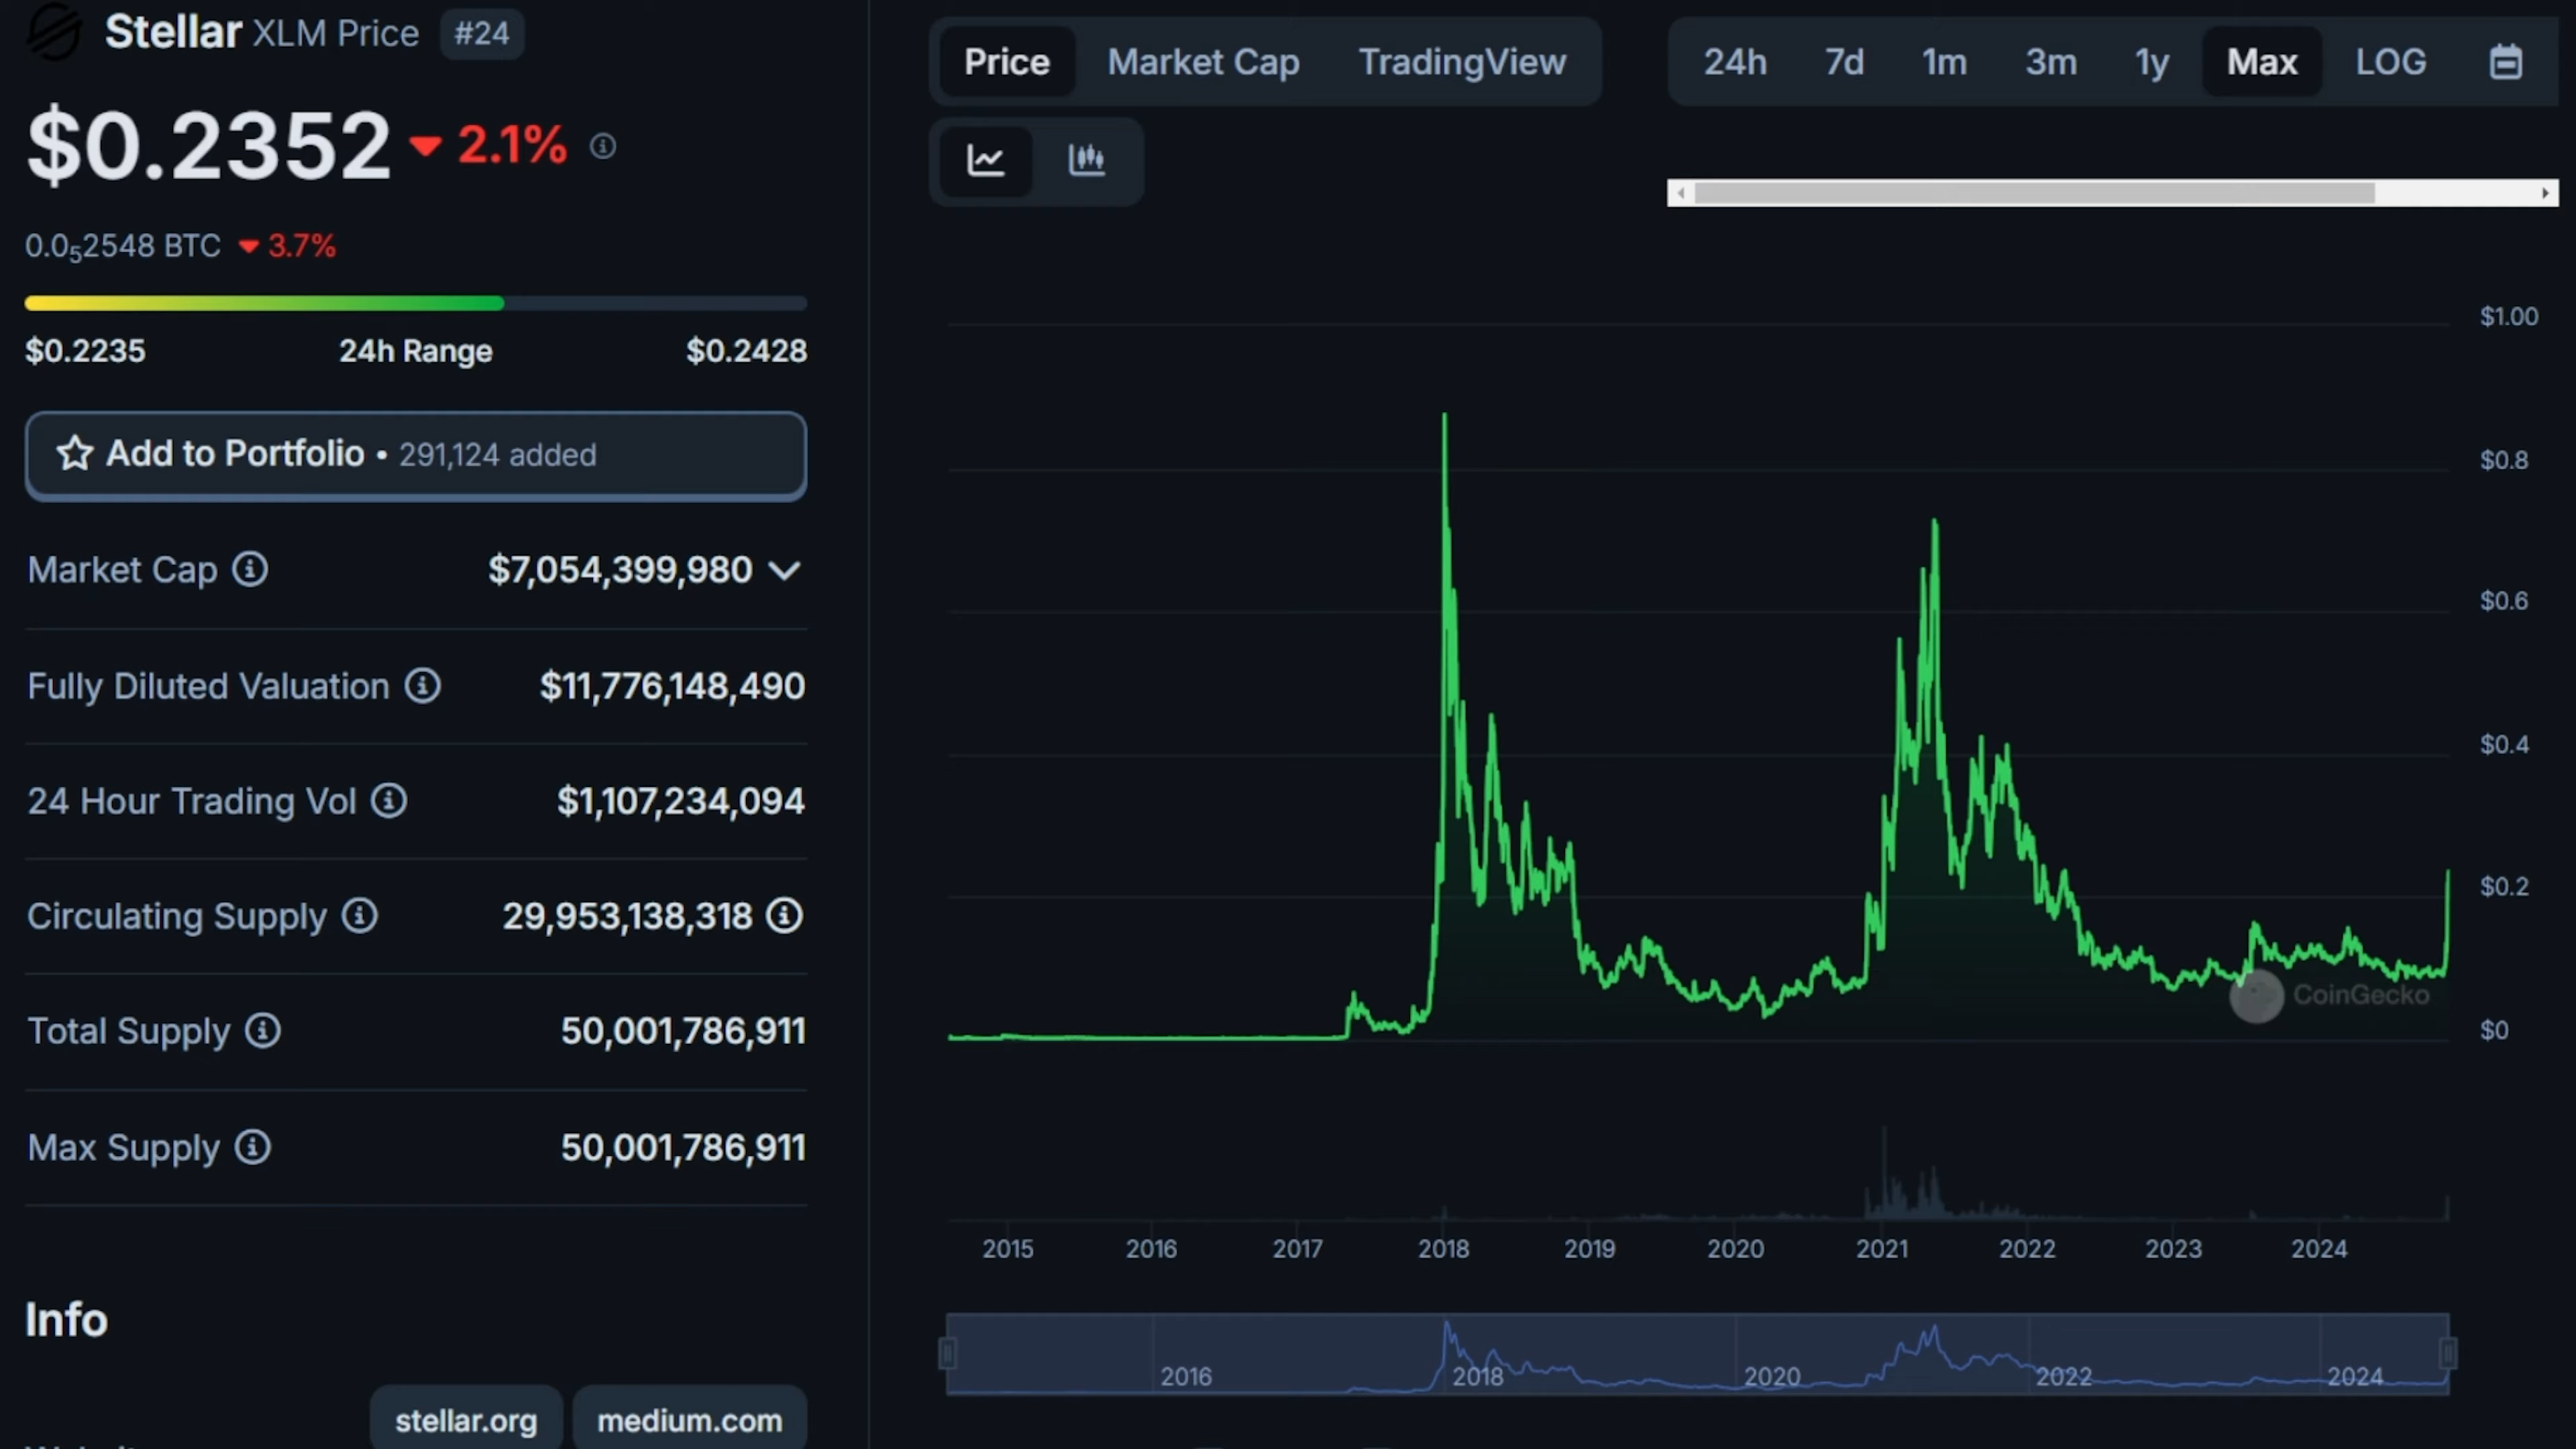 Stellar XLM Price #24
$0.2352 2.1%
0.0₅2548 BTC 3.7%
$0.2235 24h Range $0.2428
Add to Portfolio • 291,124 added
Market Cap $7,054,399,980
Fully Diluted Valuation $11,776,148,490
24 Hour Trading Vol $1,107,234,094
Circulating Supply 29,953,138,318
Total Supply 50,001,786,911
Max Supply 50,001,786,911
Info
stellar.org medium.com
Price Market Cap TradingView
24h 7d 1m 3m 1y Max LOG
$1.00
$0.8
$0.6
$0.4
$0.2
$0
CoinGecko
2015 2016 2017 2018 2019 2020 2021 2022 2023 2024
2016 2018 2020 2022 2024